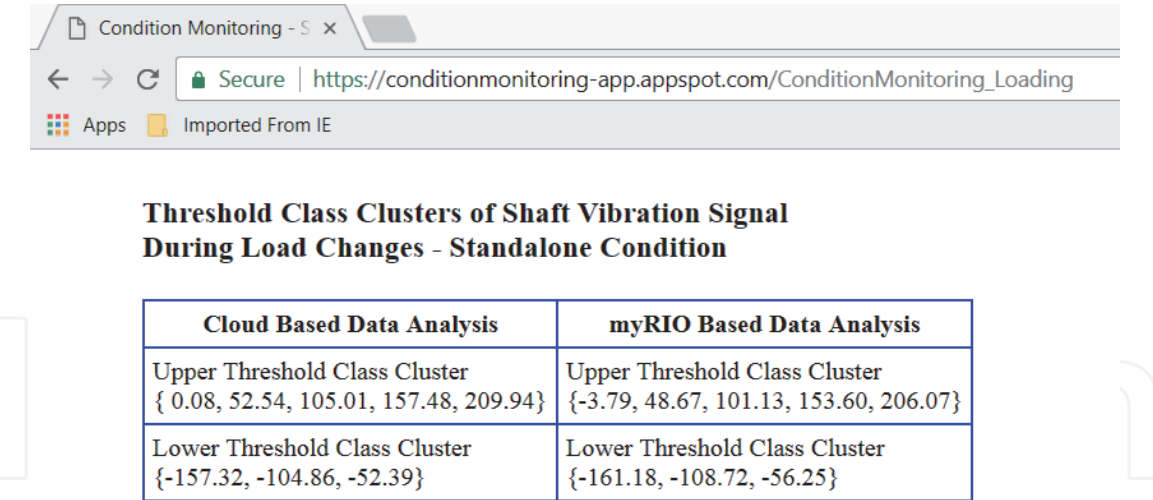 Condition Monitoring - S
Secure | https://conditionmonitoring-app.appspot.com/ConditionMonitoring_Loading
Apps Imported From IE
Threshold Class Clusters of Shaft Vibration Signal
During Load Changes - Standalone Condition
Cloud Based Data Analysis myRIO Based Data Analysis
Upper Threshold Class Cluster Upper Threshold Class Cluster
{ 0.08, 52.54, 105.01, 157.48, 209.94} {-3.79, 48.67, 101.13, 153.60, 206.07}
Lower Threshold Class Cluster Lower Threshold Class Cluster
{-157.32, -104.86, -52.39} {-161.18, -108.72, -56.25}